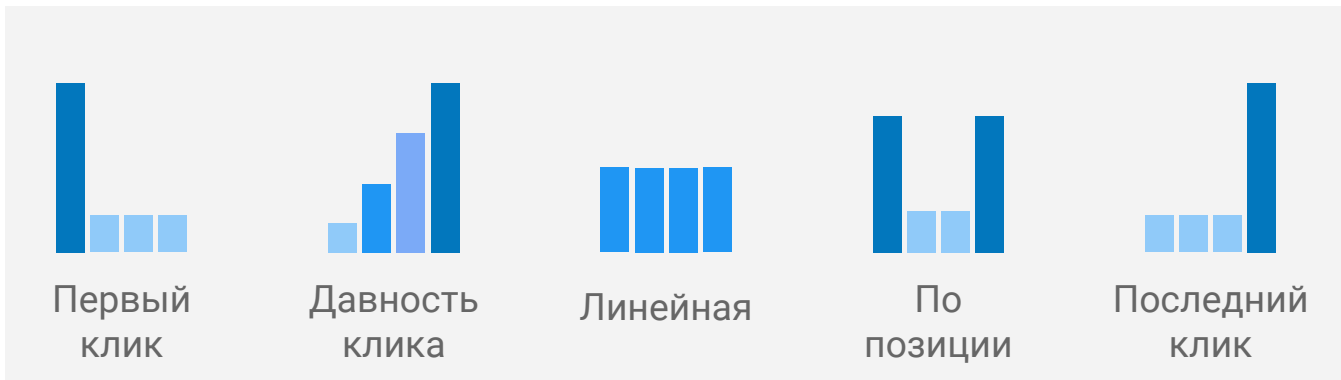 Первый
клик
Давность
клика
Линейная
По
позиции
Последний
клик